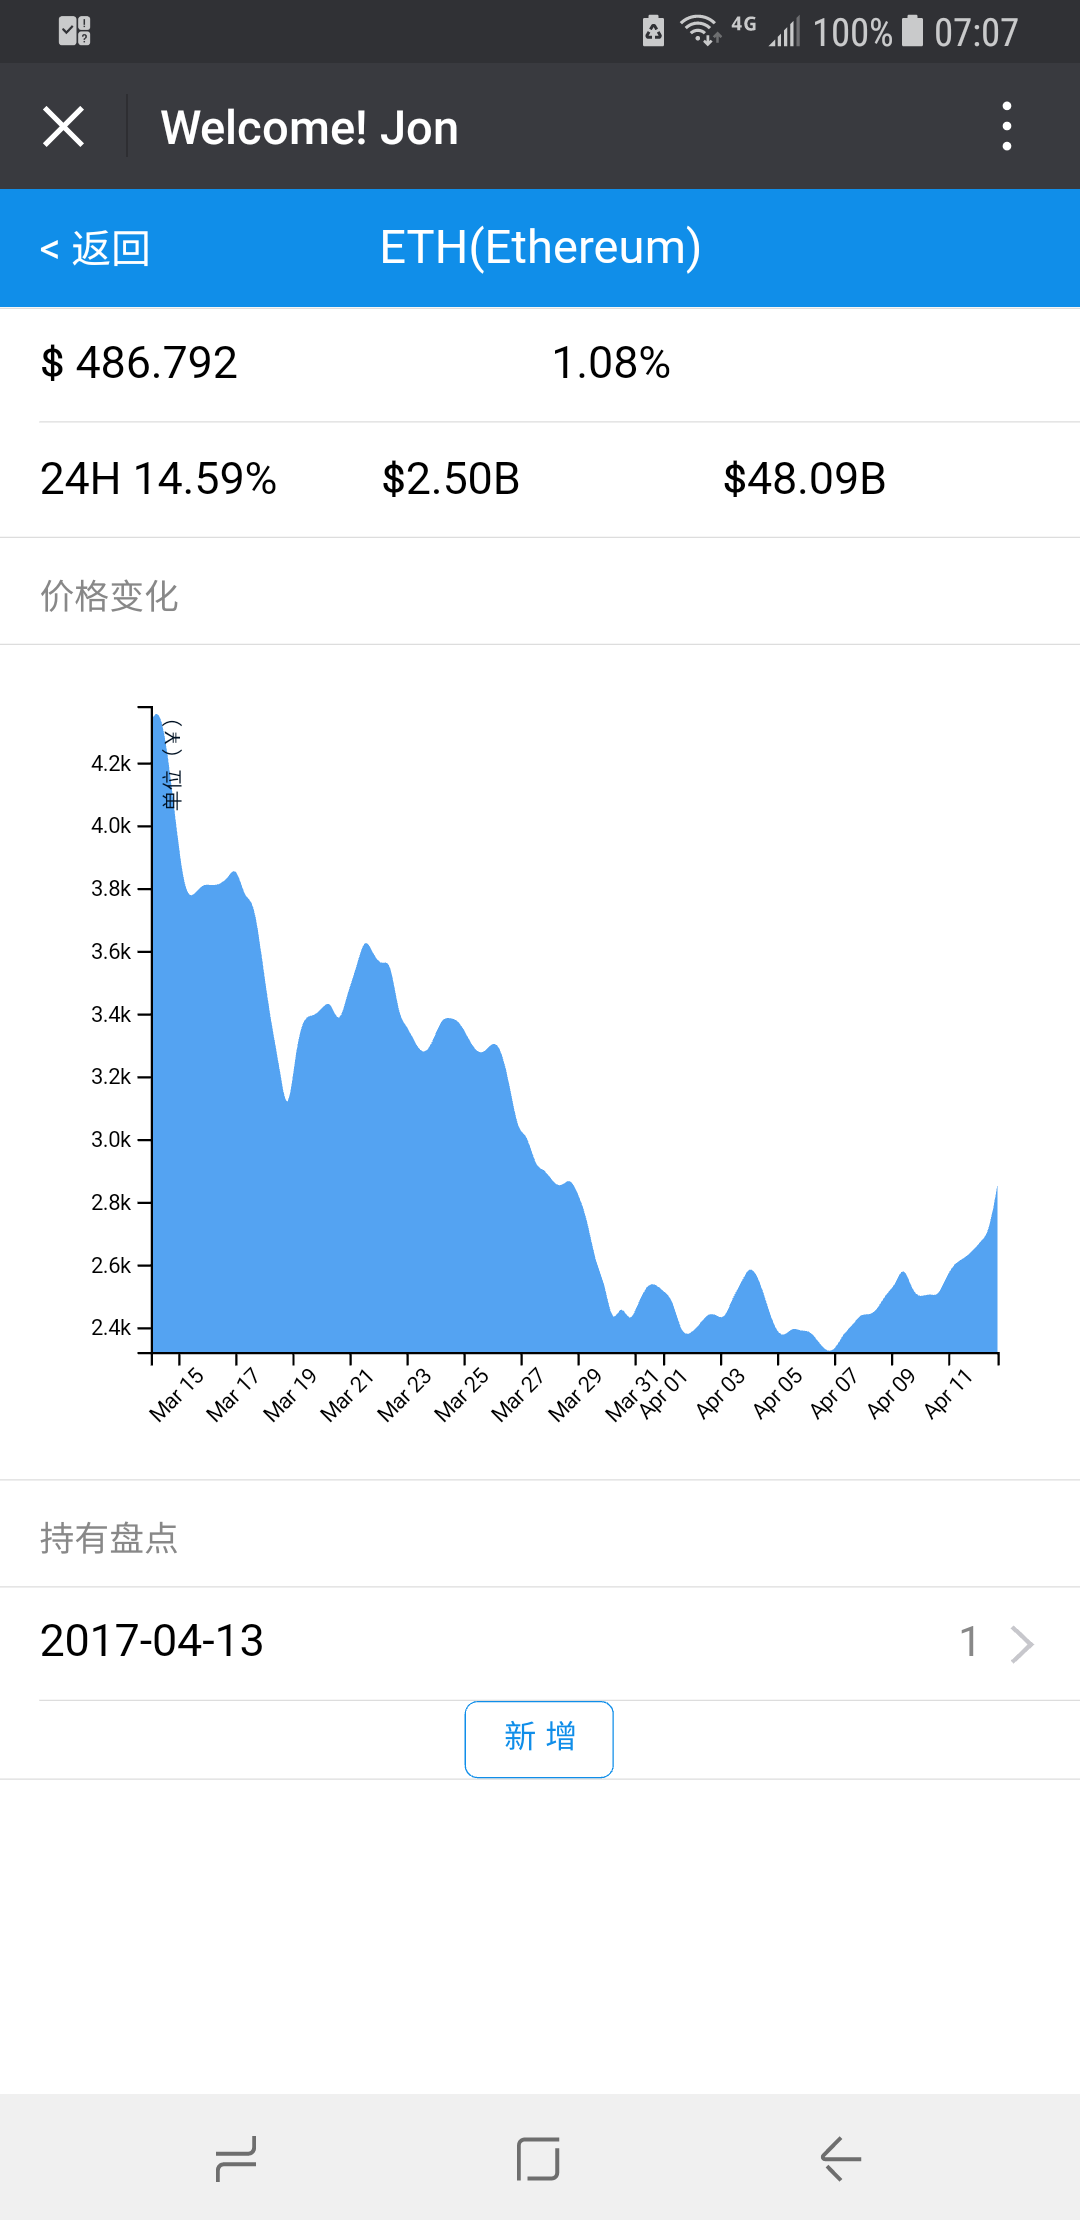 4G 100% 07:07
Welcome! Jon
< 返回 ETH(Ethereum)
$ 486.792 1.08%
24H 14.59% $2.50B $48.09B
价格变化
单位（天）
4.2k
4.0k
3.8k
3.6k
3.4k
3.2k
3.0k
2.8k
2.6k
2.4k
Mar 15 Mar 17 Mar 19 Mar 21 Mar 23 Mar 25 Mar 27 Mar 29 Mar 31 Apr 01 Apr 03 Apr 05 Apr 07 Apr 09 Apr 11
持有盘点
2017-04-13 1
新 增